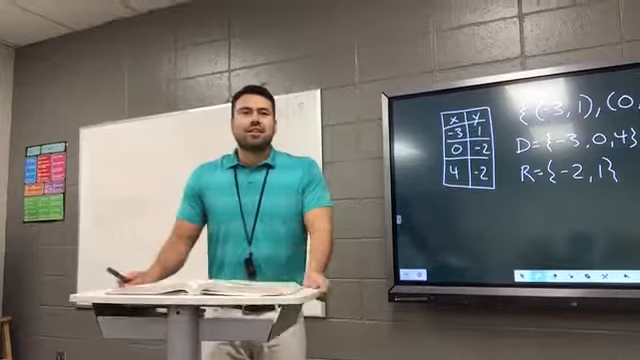 x y
-3 1
0 -2
4 -2
{(-3,1),(0,
D={-3,0,4}
R={-2,1}